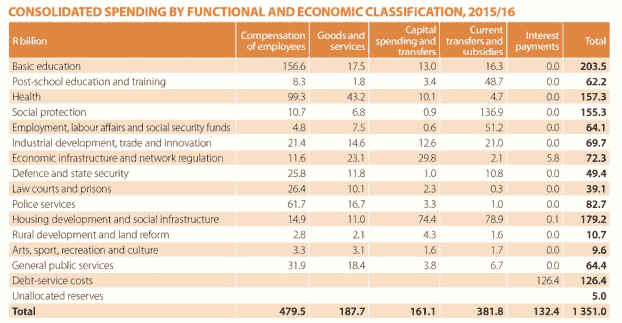 CONSOLIDATED SPENDING BY FUNCTIONAL AND ECONOMIC CLASSIFICATION, 2015/16
R billion Compensation of employees Goods and services Capital spending and transfers Current transfers and subsidies Interest payments Total
Basic education 156.6 17.5 13.0 16.3 0.0 203.5
Post-school education and training 8.3 1.8 3.4 48.7 0.0 62.2
Health 99.3 43.2 10.1 4.7 0.0 157.3
Social protection 10.7 6.8 0.9 136.9 0.0 155.3
Employment, labour affairs and social security funds 4.8 7.5 0.6 51.2 0.0 64.1
Industrial development, trade and innovation 21.4 14.6 12.6 21.0 0.0 69.7
Economic infrastructure and network regulation 11.6 23.1 29.8 2.1 5.8 72.3
Defence and state security 25.8 11.8 1.0 10.8 0.0 49.4
Law courts and prisons 26.4 10.1 2.3 0.3 0.0 39.1
Police services 61.7 16.7 3.3 1.0 0.0 82.7
Housing development and social infrastructure 14.9 11.0 74.4 78.9 0.1 179.2
Rural development and land reform 2.8 2.1 4.3 1.6 0.0 10.7
Arts, sport, recreation and culture 3.3 3.1 1.6 1.7 0.0 9.6
General public services 31.9 18.4 3.8 6.7 0.0 64.4
Debt-service costs 126.4 126.4
Unallocated reserves 5.0
Total 479.5 187.7 161.1 381.8 132.4 1 351.0